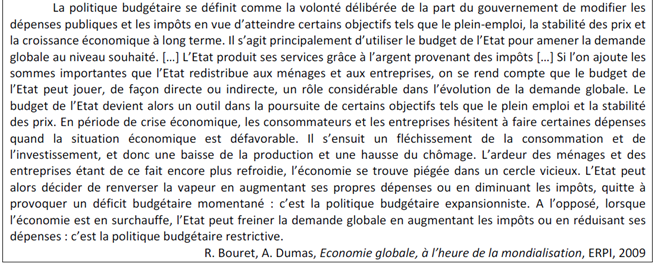 La politique budgétaire se définit comme la volonté délibérée de la part du gouvernement de modifier les
dépenses publiques et les impôts en vue d'atteindre certains objectifs tels que le plein-emploi, la stabilité des prix et
la croissance économique à long terme. Il s'agit principalement d'utiliser le budget de l'Etat pour amener la demande
globale au niveau souhaité. […] L'Etat produit ses services grâce à l'argent provenant des impôts […] Si l'on ajoute les
sommes importantes que l'Etat redistribue aux ménages et aux entreprises, on se rend compte que le budget de
l'Etat peut jouer, de façon directe ou indirecte, un rôle considérable dans l'évolution de la demande globale. Le
budget de l'Etat devient alors un outil dans la poursuite de certains objectifs tels que le plein emploi et la stabilité
des prix. En période de crise économique, les consommateurs et les entreprises hésitent à faire certaines dépenses
quand la situation économique est défavorable. Il s'ensuit un fléchissement de la consommation et de
l'investissement, et donc une baisse de la production et une hausse du chômage. L'ardeur des ménages et des
entreprises étant de ce fait encore plus refroidie, l'économie se trouve piégée dans un cercle vicieux. L'Etat peut
alors décider de renverser la vapeur en augmentant ses propres dépenses ou en diminuant les impôts, quitte à
provoquer un déficit budgétaire momentané : c'est la politique budgétaire expansionniste. A l'opposé, lorsque
l'économie est en surchauffe, l'Etat peut freiner la demande globale en augmentant les impôts ou en réduisant ses
dépenses : c'est la politique budgétaire restrictive.
R. Bouret, A. Dumas, Economie globale, à l'heure de la mondialisation, ERPI, 2009